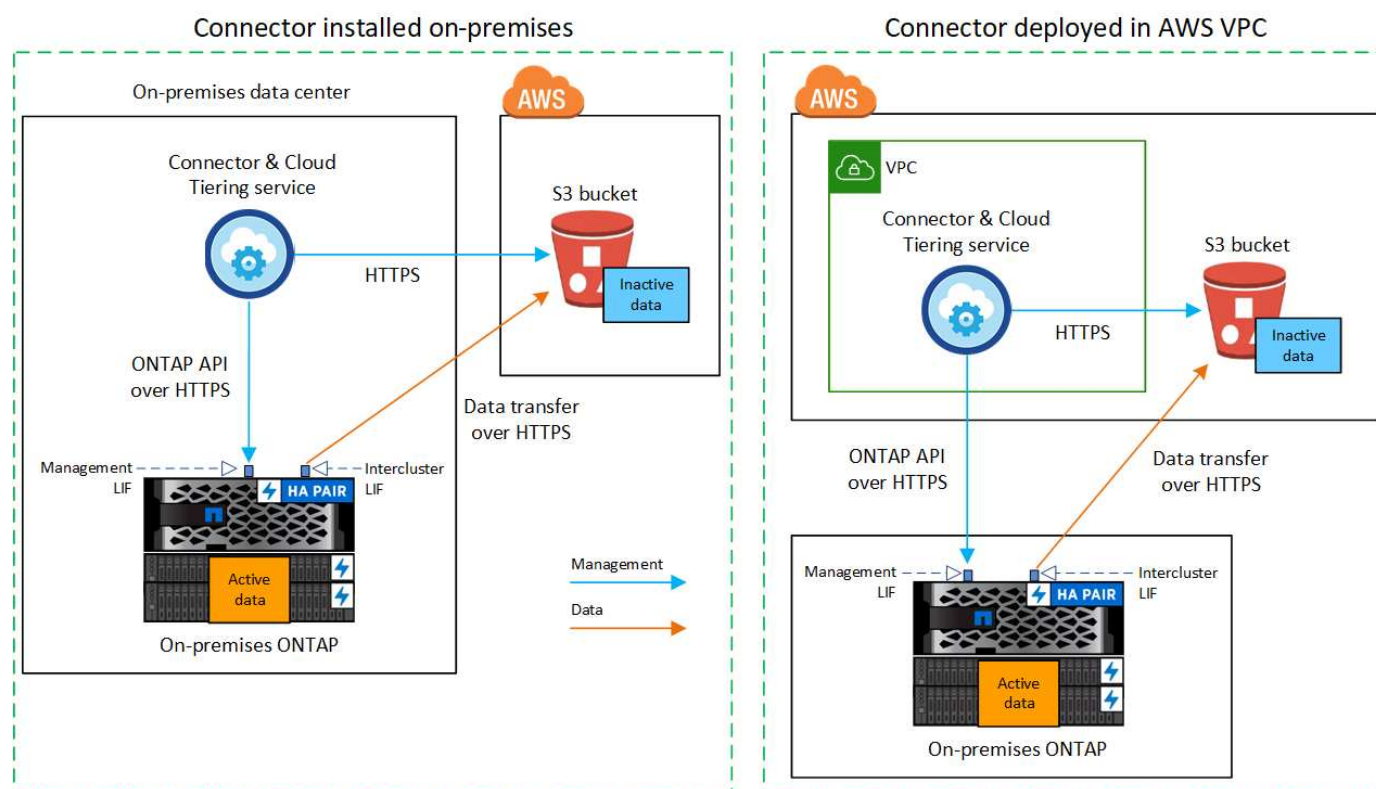 Connector installed on-premises
On-premises data center
AWS
Connector & Cloud
Tiering service
S3 bucket
HTTPS
Inactive
data
ONTAP API
over HTTPS
Data transfer
over HTTPS
Management
LIF
Intercluster
LIF
HA PAIR
Active
data
On-premises ONTAP
Management
Data
Connector deployed in AWS VPC
AWS
VPC
Connector & Cloud
Tiering service
S3 bucket
HTTPS
Inactive
data
ONTAP API
over HTTPS
Data transfer
over HTTPS
Management
LIF
Intercluster
LIF
HA PAIR
Active
data
On-premises ONTAP